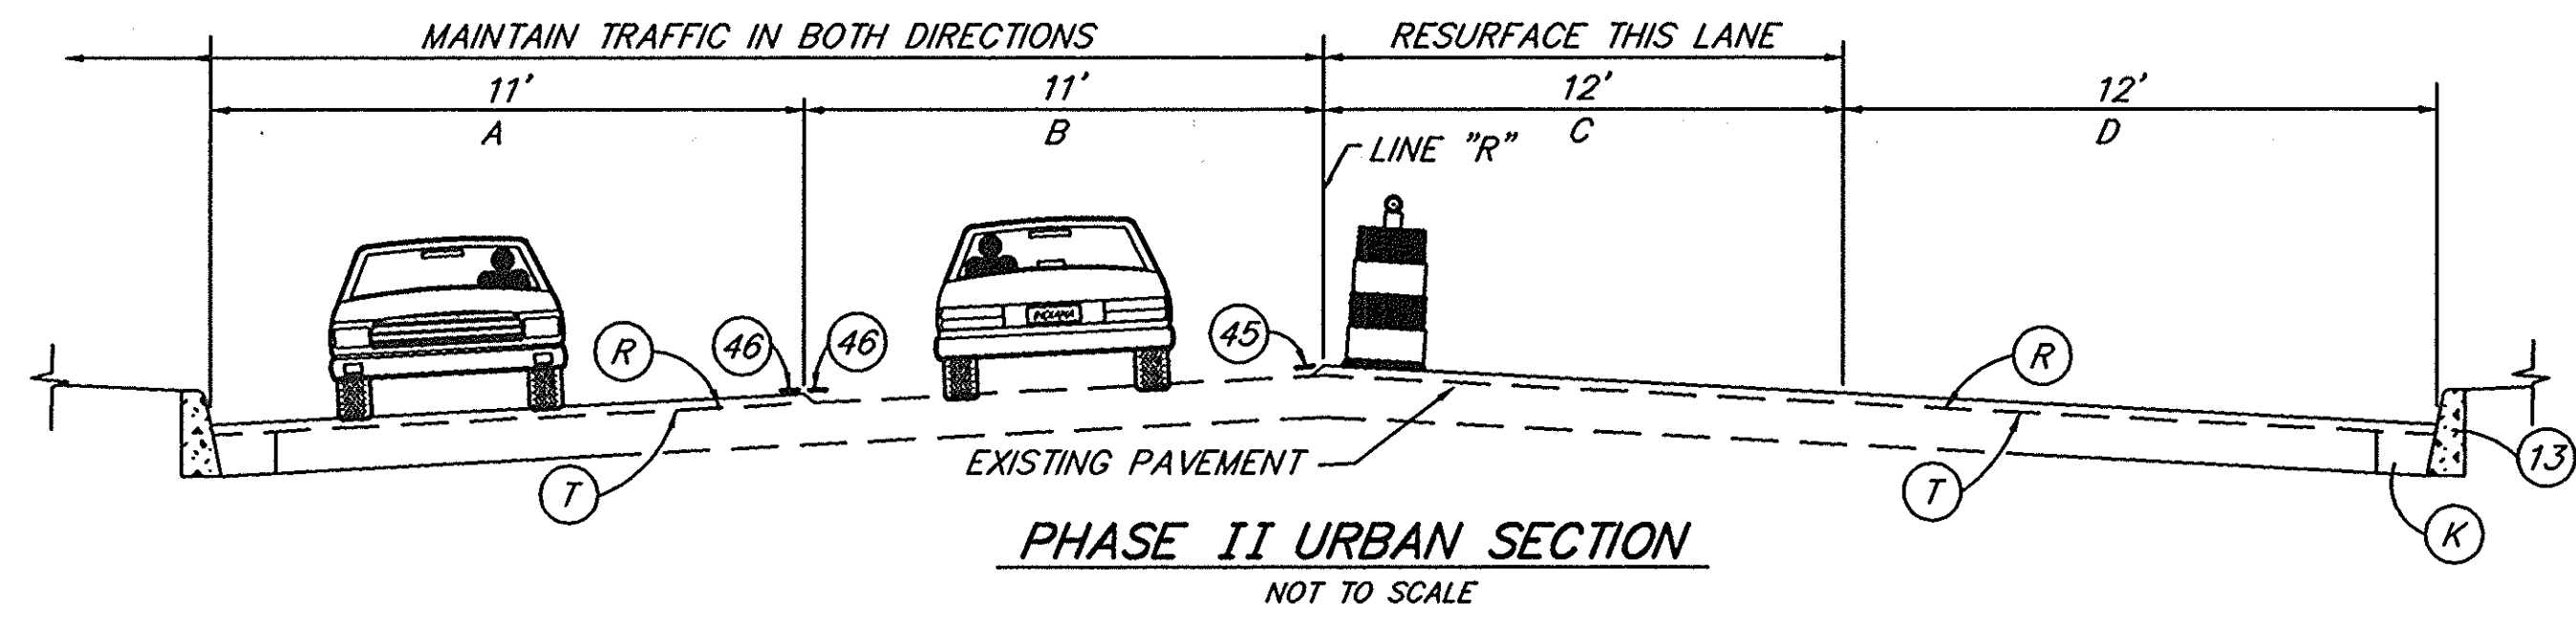 MAINTAIN TRAFFIC IN BOTH DIRECTIONS
RESURFACE THIS LANE
11'
11'
12'
12'
A
B
C
D
LINE "R"
INDIANA
R
46
46
45
R
T
EXISTING PAVEMENT
T
13
K
PHASE II URBAN SECTION
NOT TO SCALE